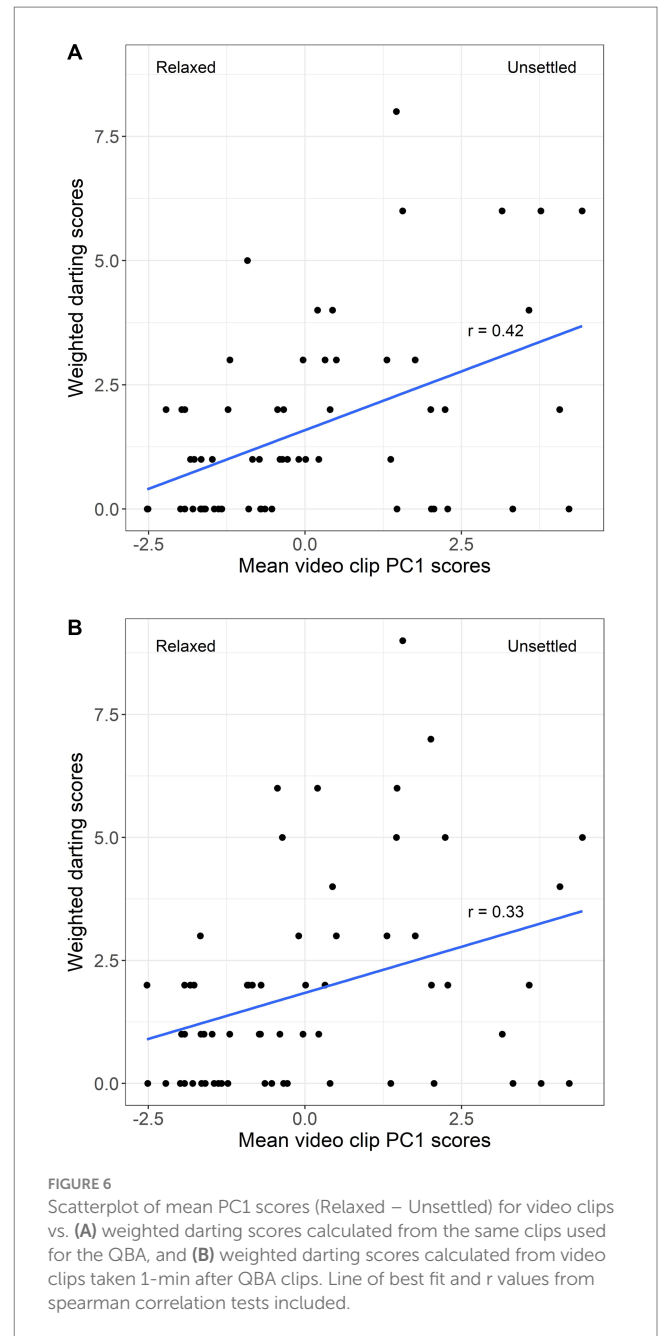 A
Relaxed
Unsettled
7.5
5.0
2.5
0.0
Weighted darting scores
r = 0.42
-2.5
0.0
2.5
Mean video clip PC1 scores
B
Relaxed
Unsettled
7.5
5.0
2.5
0.0
Weighted darting scores
r = 0.33
-2.5
0.0
2.5
Mean video clip PC1 scores
FIGURE 6
Scatterplot of mean PC1 scores (Relaxed – Unsettled) for video clips
vs. (A) weighted darting scores calculated from the same clips used
for the QBA, and (B) weighted darting scores calculated from video
clips taken 1-min after QBA clips. Line of best fit and r values from
spearman correlation tests included.